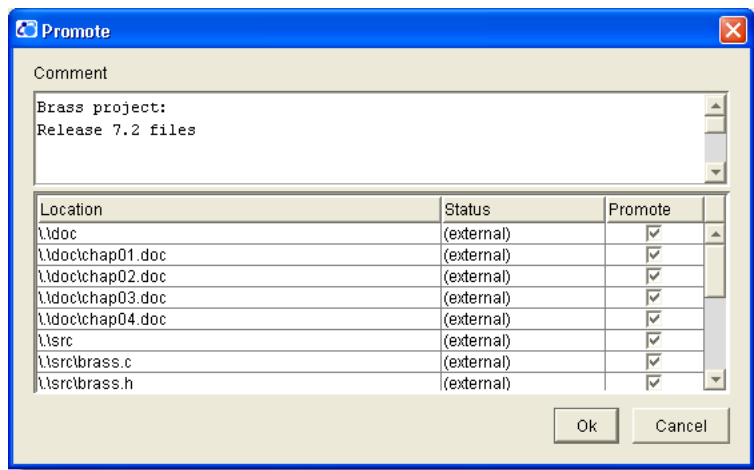 Promote
Comment
Brass project:
Release 7.2 files
Location Status Promote
\.\doc (external)
\.\doc\chap01.doc (external)
\.\doc\chap02.doc (external)
\.\doc\chap03.doc (external)
\.\doc\chap04.doc (external)
\.\src (external)
\.\src\brass.c (external)
\.\src\brass.h (external)
Ok Cancel